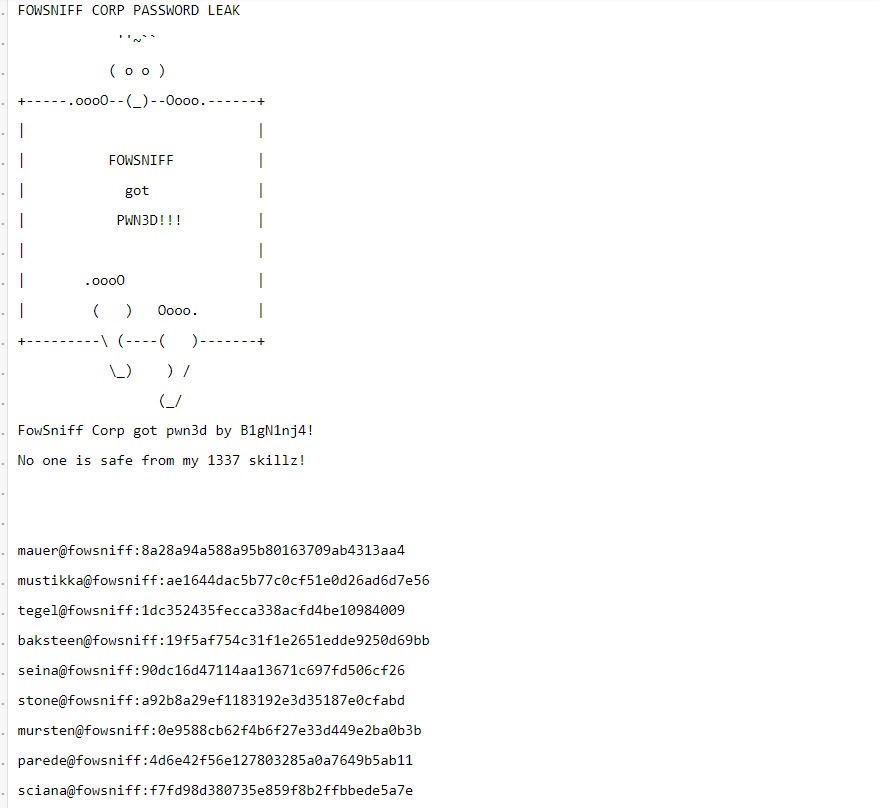 FOWSNIFF CORP PASSWORD LEAK
            ''~``
           ( o o )
+-----.oooO--(_)--Oooo.------+
|                            |
|          FOWSNIFF          |
|            got             |
|           PWN3D!!!         |
|                            |
|       .oooO                |
|        (   )   Oooo.       |
+---------\ (----(   )-------+
           \_)    ) /
                 (_/
FowSniff Corp got pwn3d by B1gN1nj4!
No one is safe from my 1337 skillz!
mauer@fowsniff:8a28a94a588a95b80163709ab4313aa4
mustikka@fowsniff:ae1644dac5b77c0cf51e0d26ad6d7e56
tegel@fowsniff:1dc352435fecca338acfd4be10984009
baksteen@fowsniff:19f5af754c31f1e2651edde9250d69bb
seina@fowsniff:90dc16d47114aa13671c697fd506cf26
stone@fowsniff:a92b8a29ef1183192e3d35187e0cfabd
mursten@fowsniff:0e9588cb62f4b6f27e33d449e2ba0b3b
parede@fowsniff:4d6e42f56e127803285a0a7649b5ab11
sciana@fowsniff:f7fd98d380735e859f8b2ffbbede5a7e